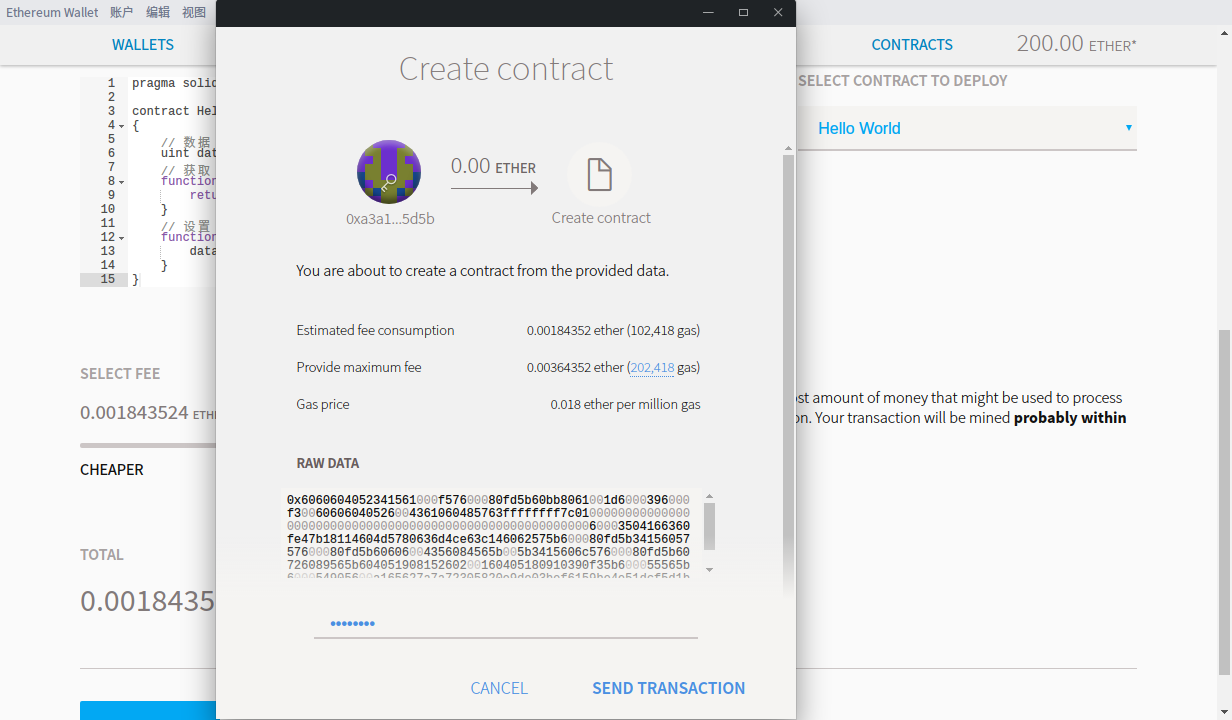 Ethereum Wallet 账户 编辑 视图
WALLETS
CONTRACTS
200.00 ETHER*
1 pragma solid
2
3 contract Hel
4 {
5 // 数据
6 uint dat
7 // 获取
8 function
9 retu
10 }
11 // 设置
12 function
13 data
14 }
15 }
SELECT CONTRACT TO DEPLOY
Hello World
SELECT FEE
0.001843524 ETHE
CHEAPER
ost amount of money that might be used to process
on. Your transaction will be mined probably within
TOTAL
0.0018435
Create contract
0.00 ETHER
0xa3a1...5d5b
Create contract
You are about to create a contract from the provided data.
Estimated fee consumption 0.00184352 ether (102,418 gas)
Provide maximum fee 0.00364352 ether (202,418 gas)
Gas price 0.018 ether per million gas
RAW DATA
0x6060604052341561000f57600080fd5b60bb8061001d6000396000
f30060606040526004361060485763ffffffff7c0100000000000000
00000000000000000000000000000000000000000060003504166360
fe47b18114604d5780636d4ce63c146062575b600080fd5b34156057
57600080fd5b60606004356084565b005b3415606c57600080fd5b60
726089565b60405190815260200160405180910390f35b600055565b
CANCEL
SEND TRANSACTION